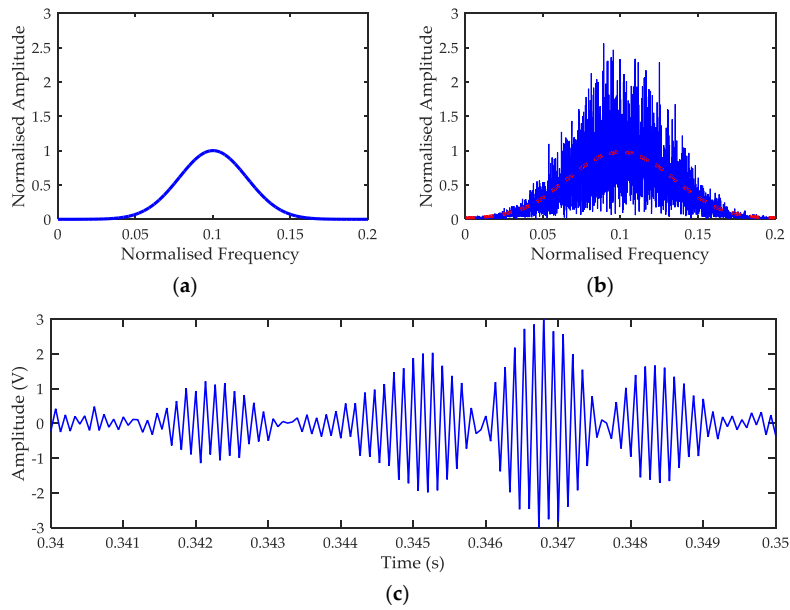 3
2.5
2
1.5
1
0.5
0
Normalised Amplitude
0 0.05 0.1 0.15 0.2
Normalised Frequency
(a)
3
2.5
2
1.5
1
0.5
0
Normalised Amplitude
0 0.05 0.1 0.15 0.2
Normalised Frequency
(b)
3
2
1
0
-1
-2
-3
Amplitude (V)
0.34 0.341 0.342 0.343 0.344 0.345 0.346 0.347 0.348 0.349 0.35
Time (s)
(c)